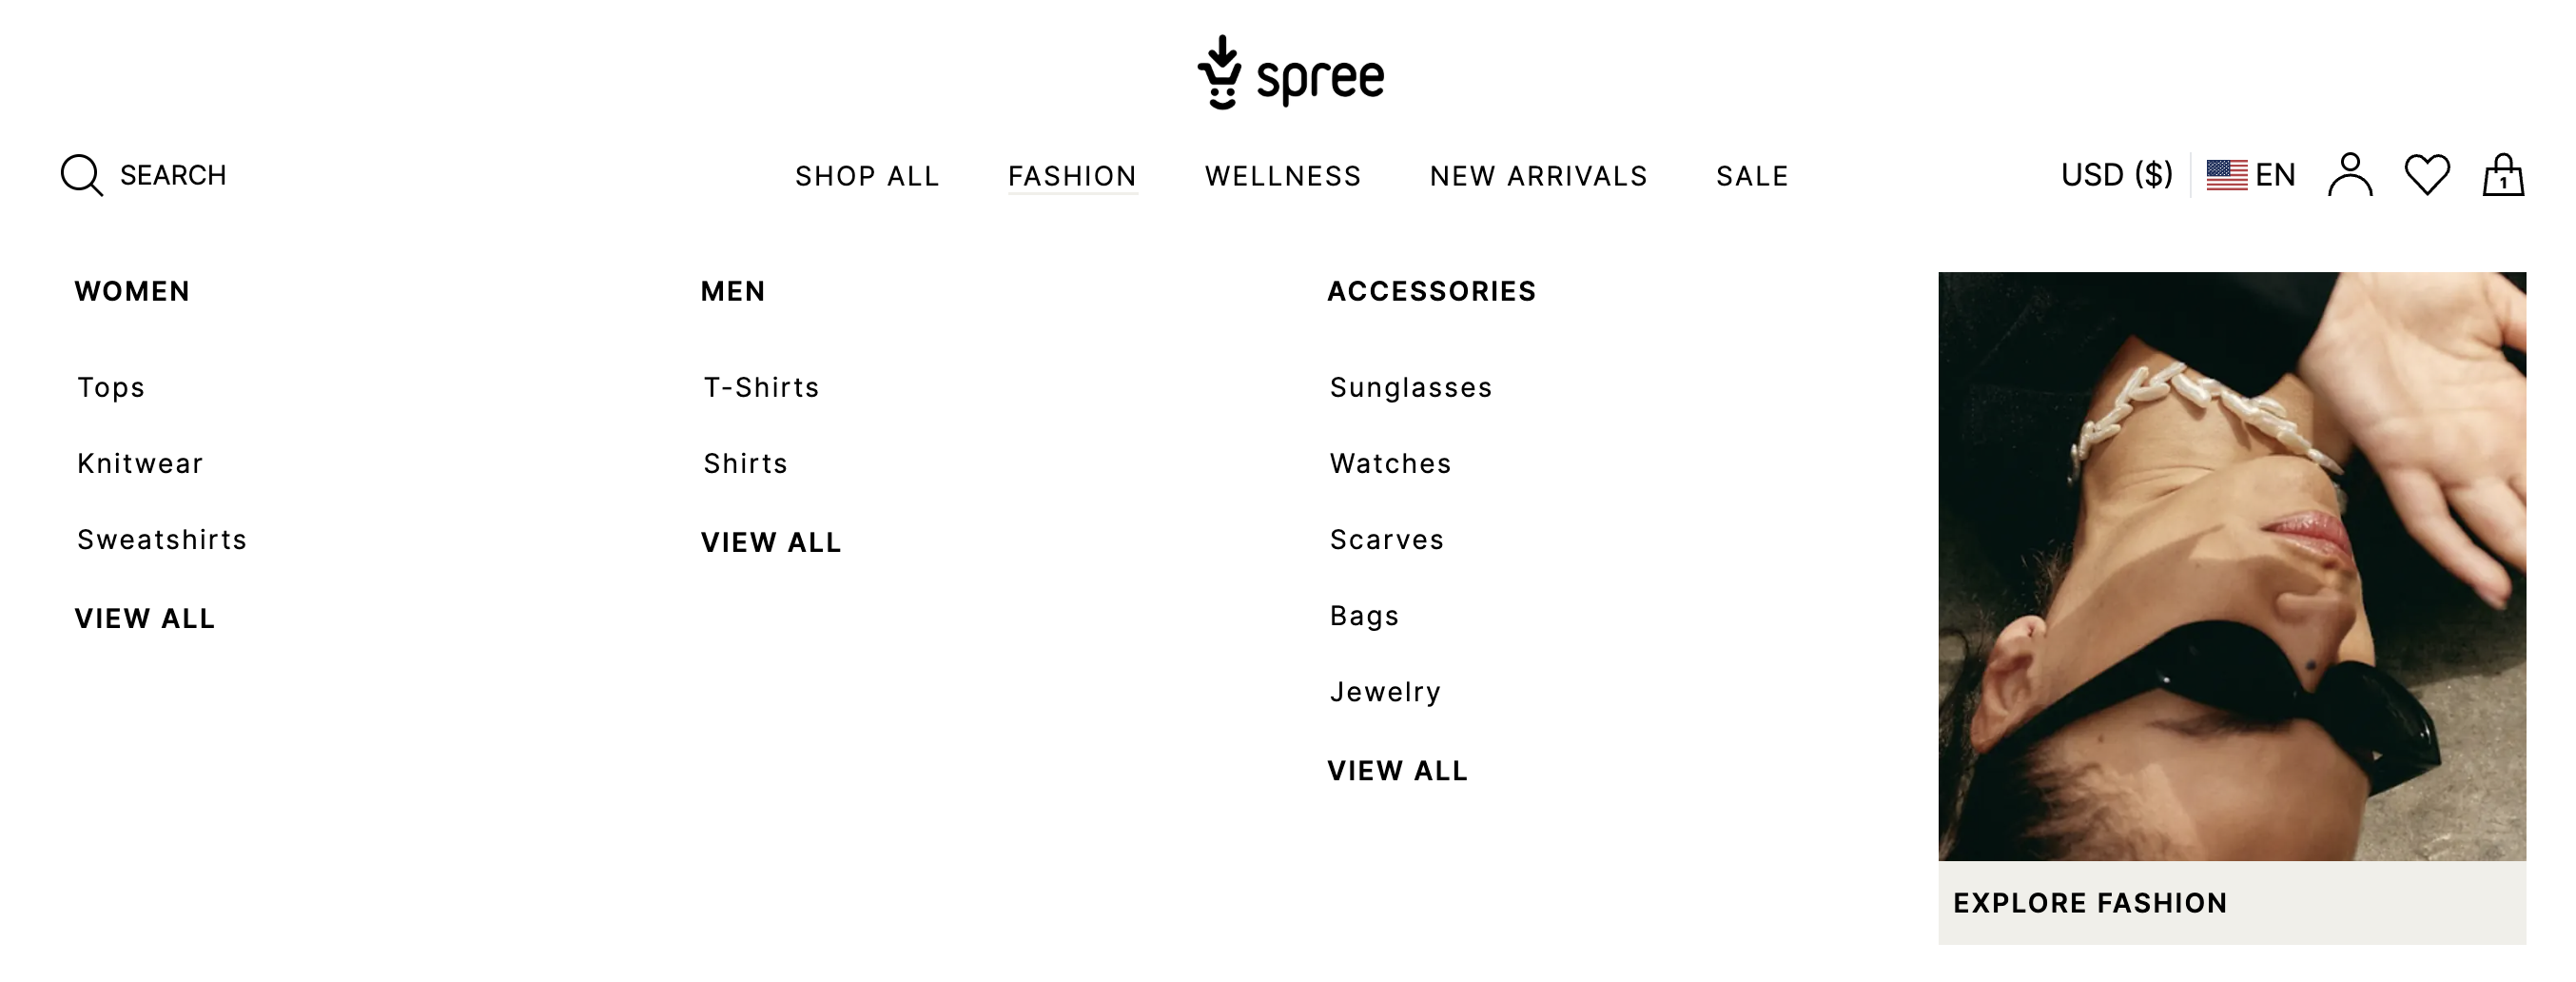 spree
SEARCH
SHOP ALL
FASHION
WELLNESS
NEW ARRIVALS
SALE
USD ($)
EN
1
WOMEN
Tops
Knitwear
Sweatshirts
VIEW ALL
MEN
T-Shirts
Shirts
VIEW ALL
ACCESSORIES
Sunglasses
Watches
Scarves
Bags
Jewelry
VIEW ALL
EXPLORE FASHION